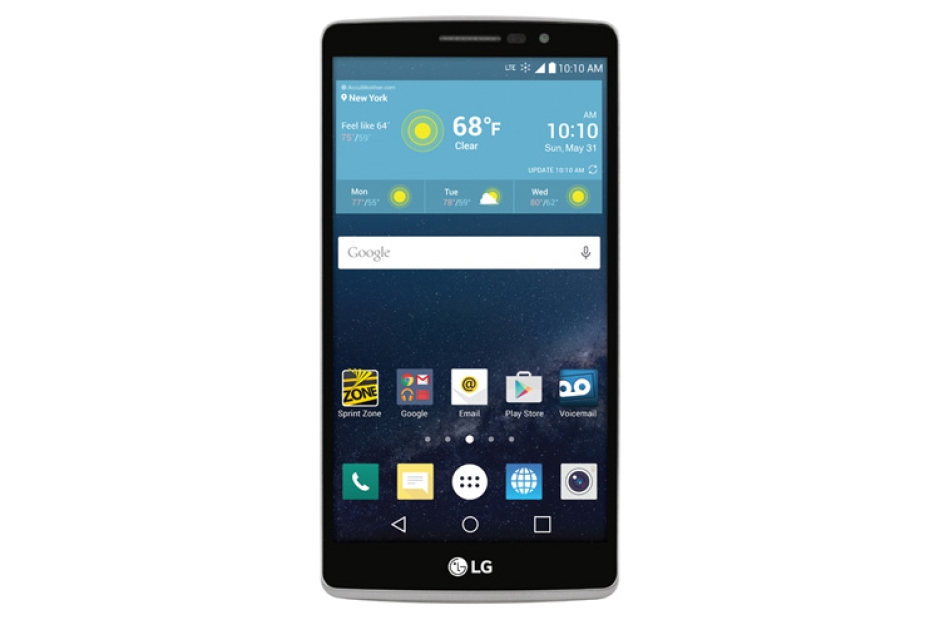 LTE 10:10 AM
AccuWeather.com
New York
Feel like 64°
75°/59°
68°F
Clear
AM
10:10
Sun, May 31
UPDATE 10:10 AM
Mon
77°/55°
Tue
78°/59°
Wed
80°/62°
Google
ZONE
@
Sprint Zone
Google
Email
Play Store
Voicemail
LG